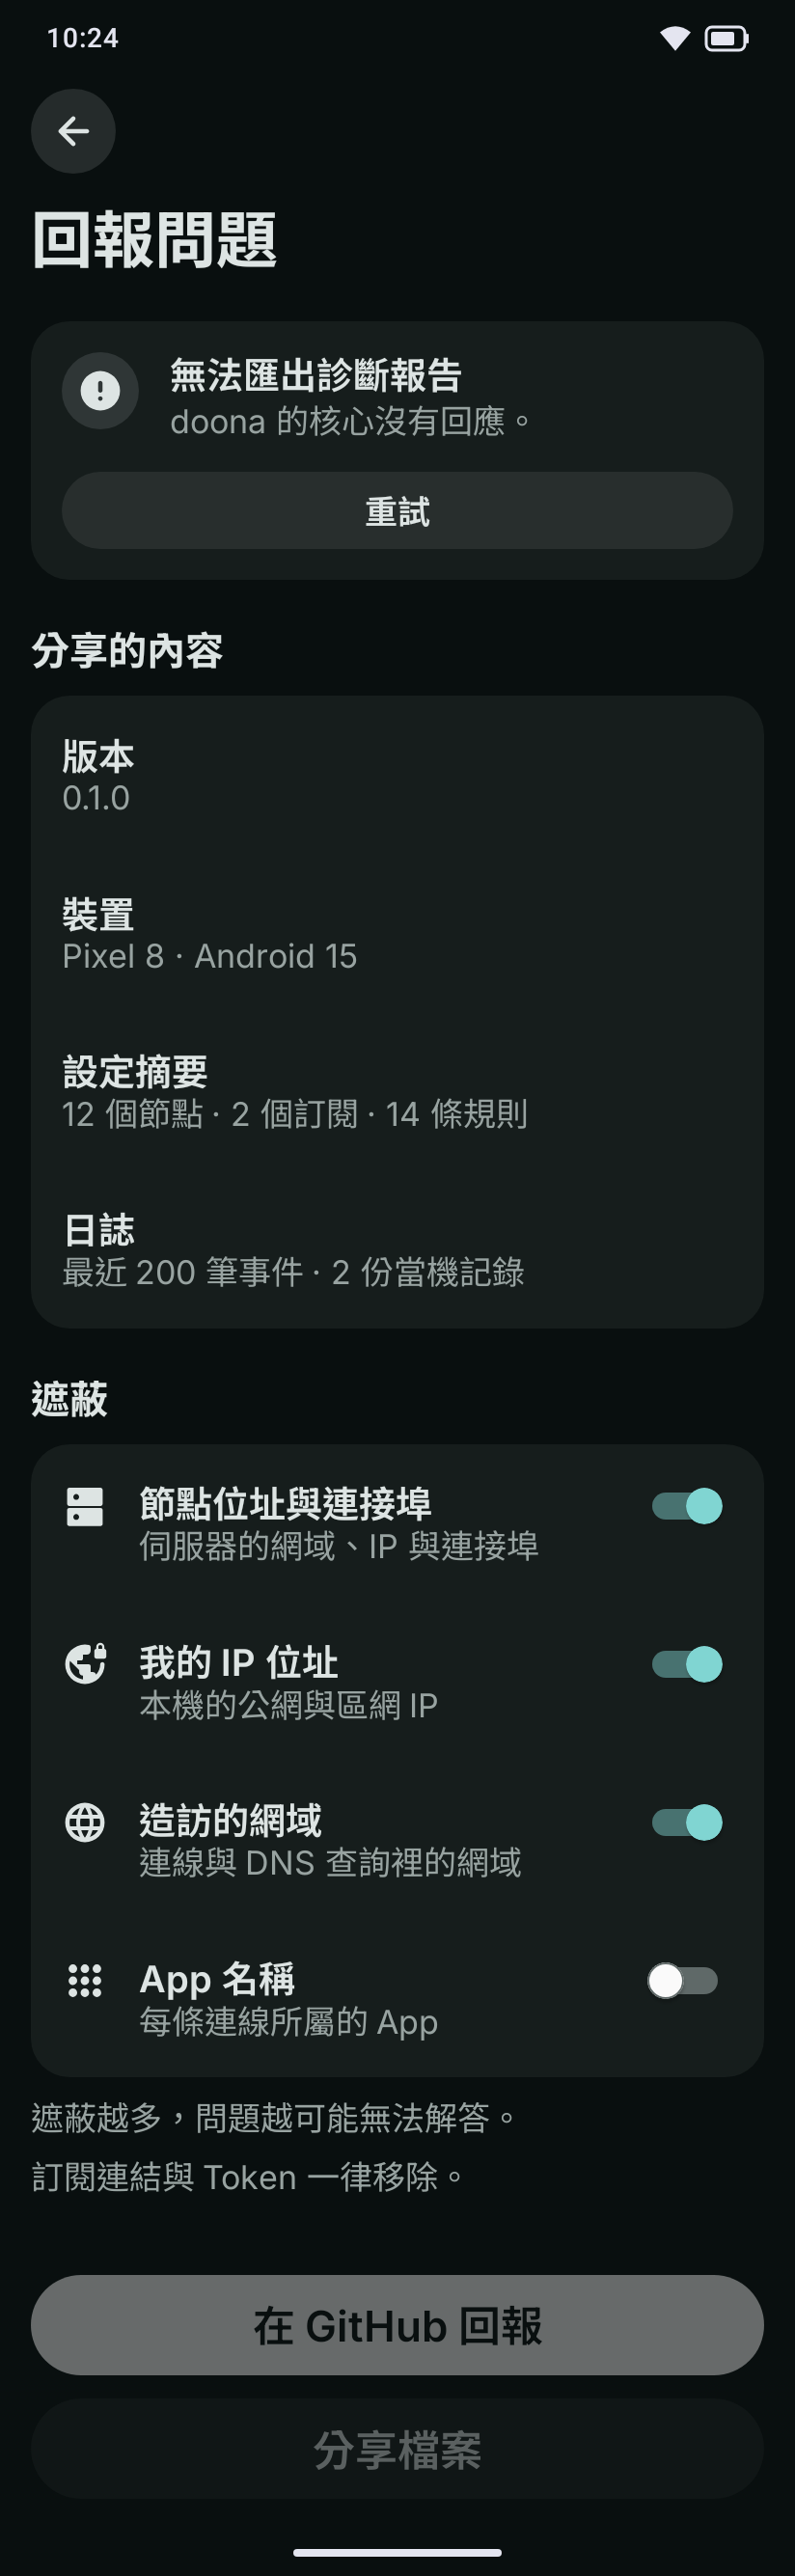 10:24
回報問題
無法匯出診斷報告
doona 的核心沒有回應。
重試
分享的內容
版本
0.1.0
裝置
Pixel 8 · Android 15
設定摘要
12 個節點 · 2 個訂閱 · 14 條規則
日誌
最近 200 筆事件 · 2 份當機記錄
遮蔽
節點位址與連接埠
伺服器的網域、IP 與連接埠
我的 IP 位址
本機的公網與區網 IP
造訪的網域
連線與 DNS 查詢裡的網域
App 名稱
每條連線所屬的 App
遮蔽越多，問題越可能無法解答。
訂閱連結與 Token 一律移除。
在 GitHub 回報
分享檔案